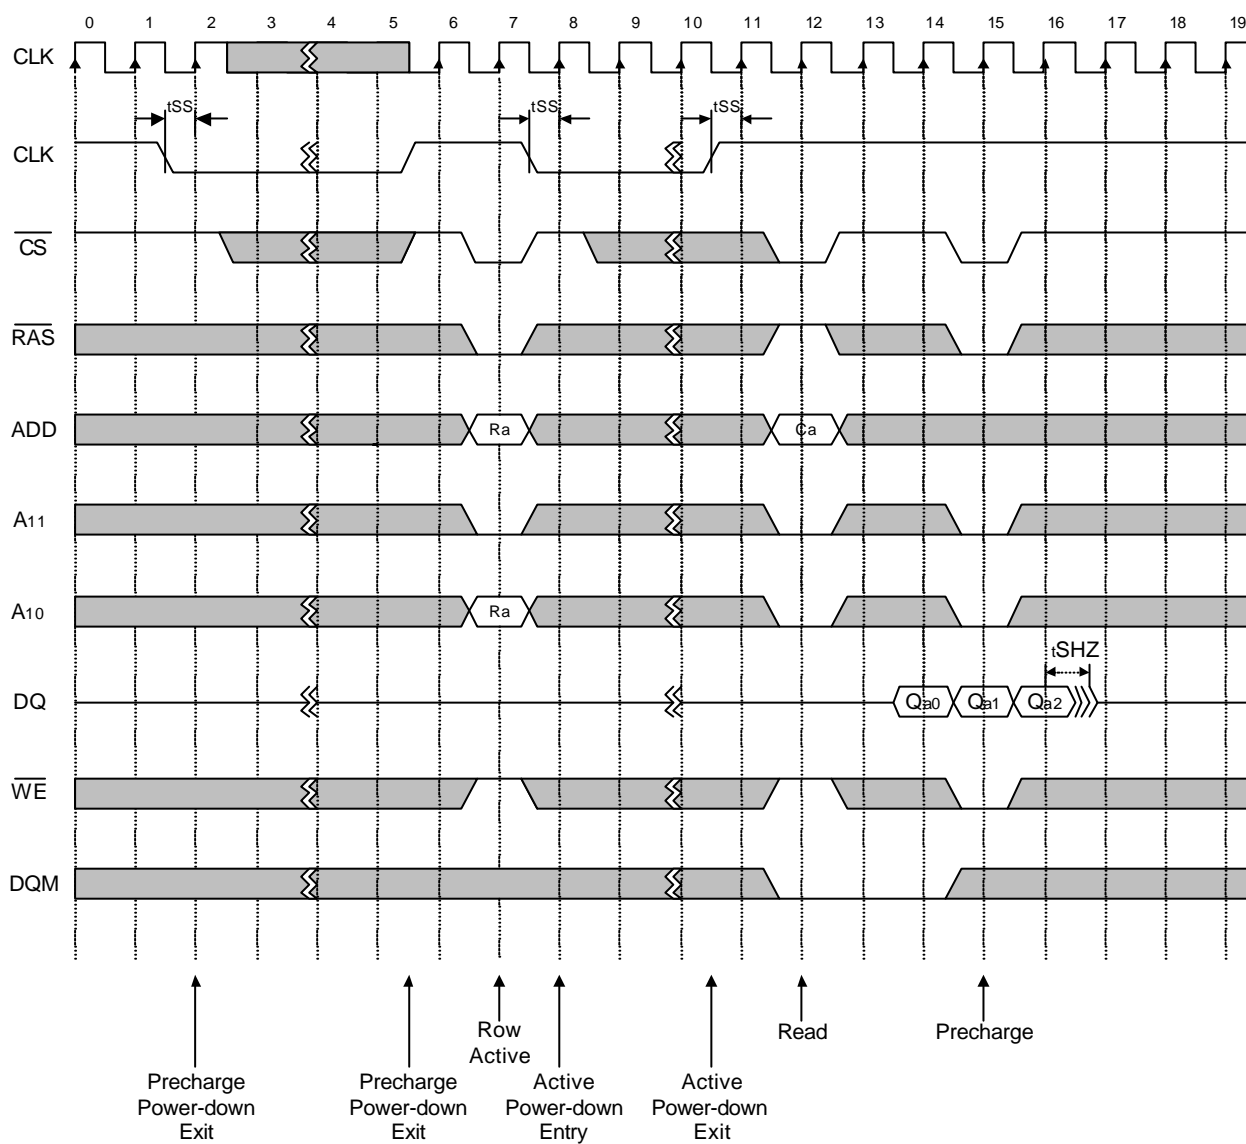 0 1 2 3 4 5 6 7 8 9 10 11 12 13 14 15 16 17 18 19
CLK
tSS tSS tSS
CLK
CS
RAS
ADD Ra Ca
A11
A10 Ra
tSHZ
DQ Qa0 Qa1 Qa2
WE
DQM
Row
Active
Read
Precharge
Precharge
Power-down
Exit
Precharge
Power-down
Exit
Active
Power-down
Entry
Active
Power-down
Exit